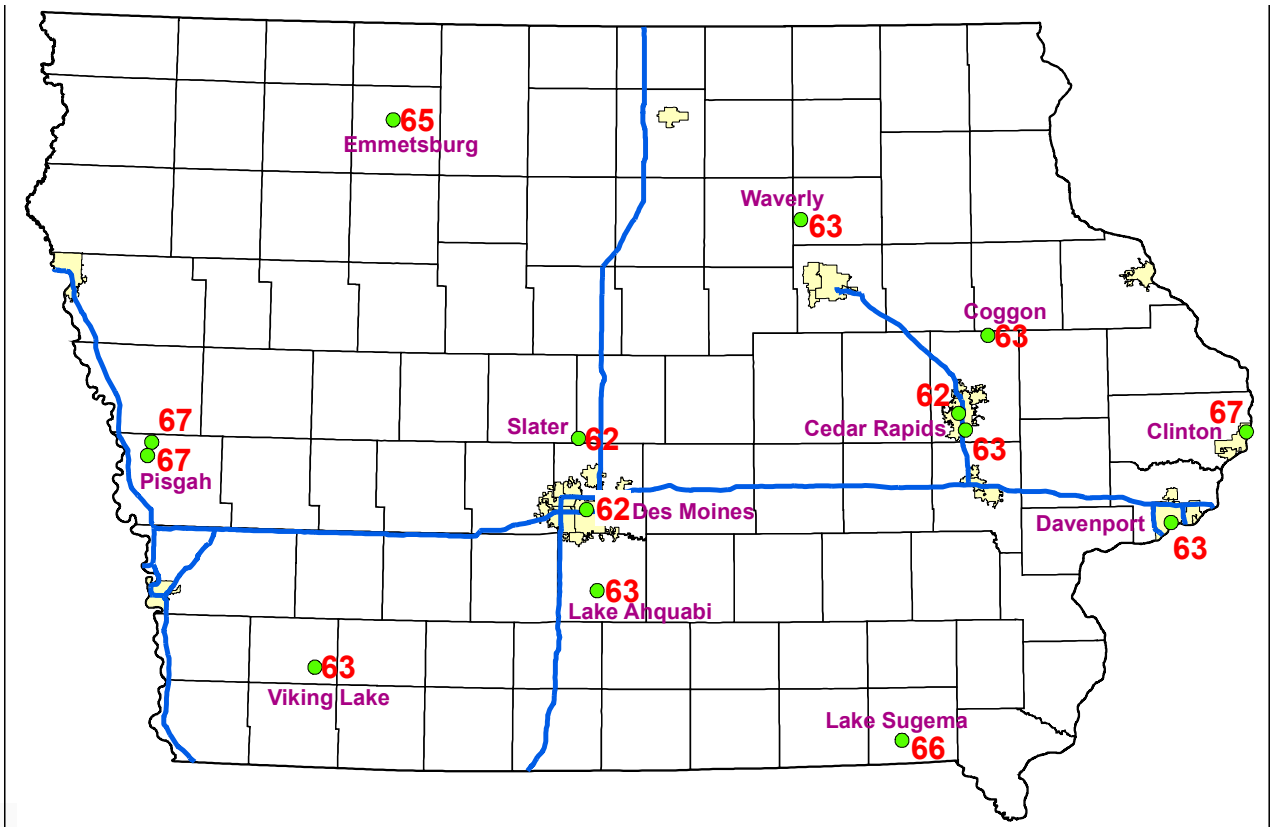 65
Emmetsburg
Waverly
63
Coggon
63
62
67
67
Slater
62
Cedar Rapids
63
Clinton
67
Pisgah
62 Des Moines
Davenport
63
63
Lake Ahquabi
63
Viking Lake
Lake Sugema
66